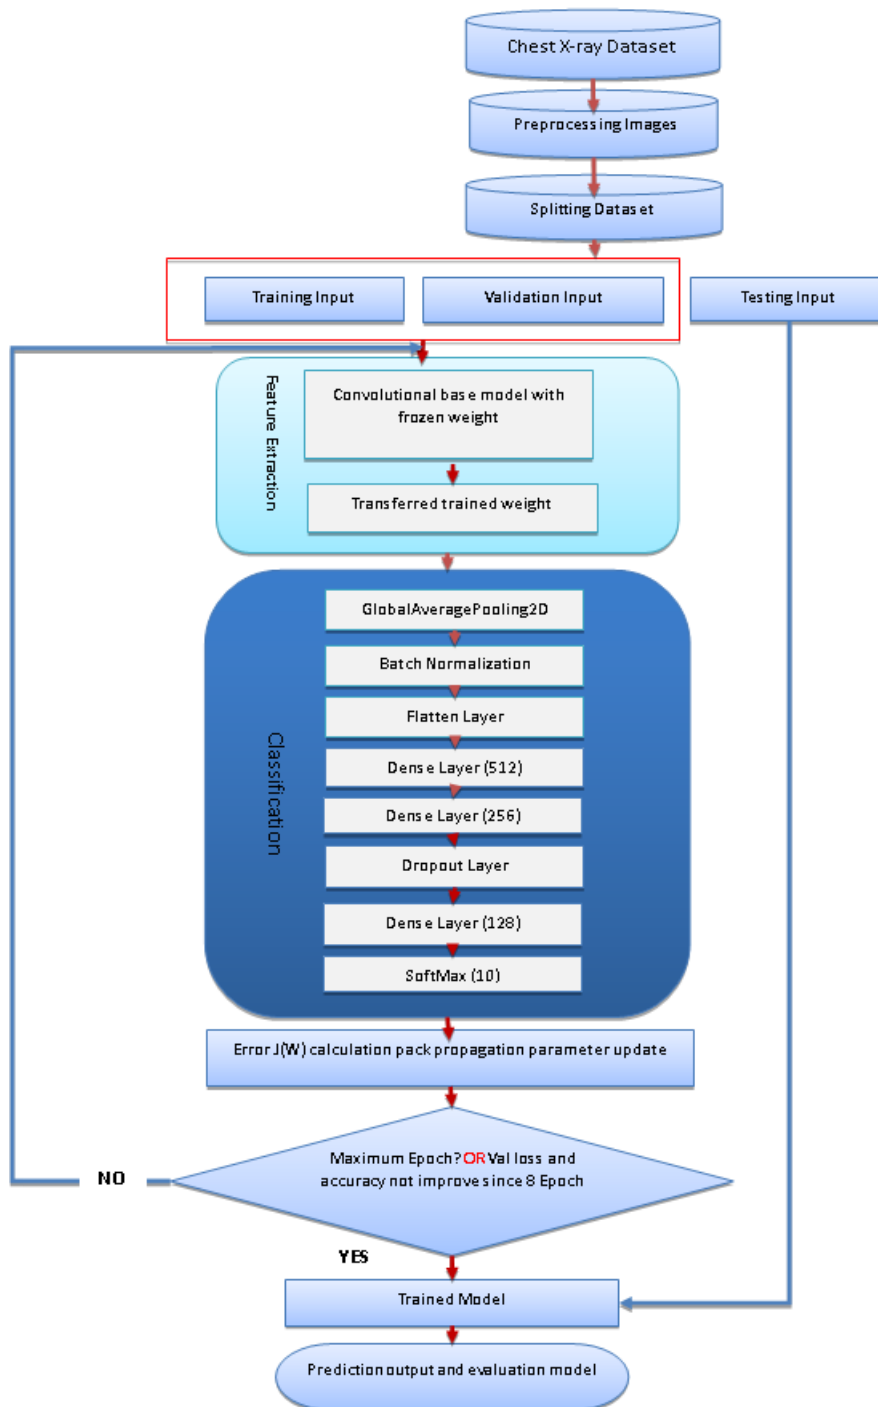 Chest X-ray Dataset
Preprocessing Images
Splitting Dataset
Training Input
Validation Input
Testing Input
Feature Extraction
Convolutional base model with
frozen weight
Transferred trained weight
Classification
GlobalAveragePooling2D
Batch Normalization
Flatten Layer
Dense Layer (512)
Dense Layer (256)
Dropout Layer
Dense Layer (128)
SoftMax (10)
Error J(W) calculation pack propagation parameter update
Maximum Epoch? OR Val loss and
accuracy not improve since 8 Epoch
NO
YES
Trained Model
Prediction output and evaluation model